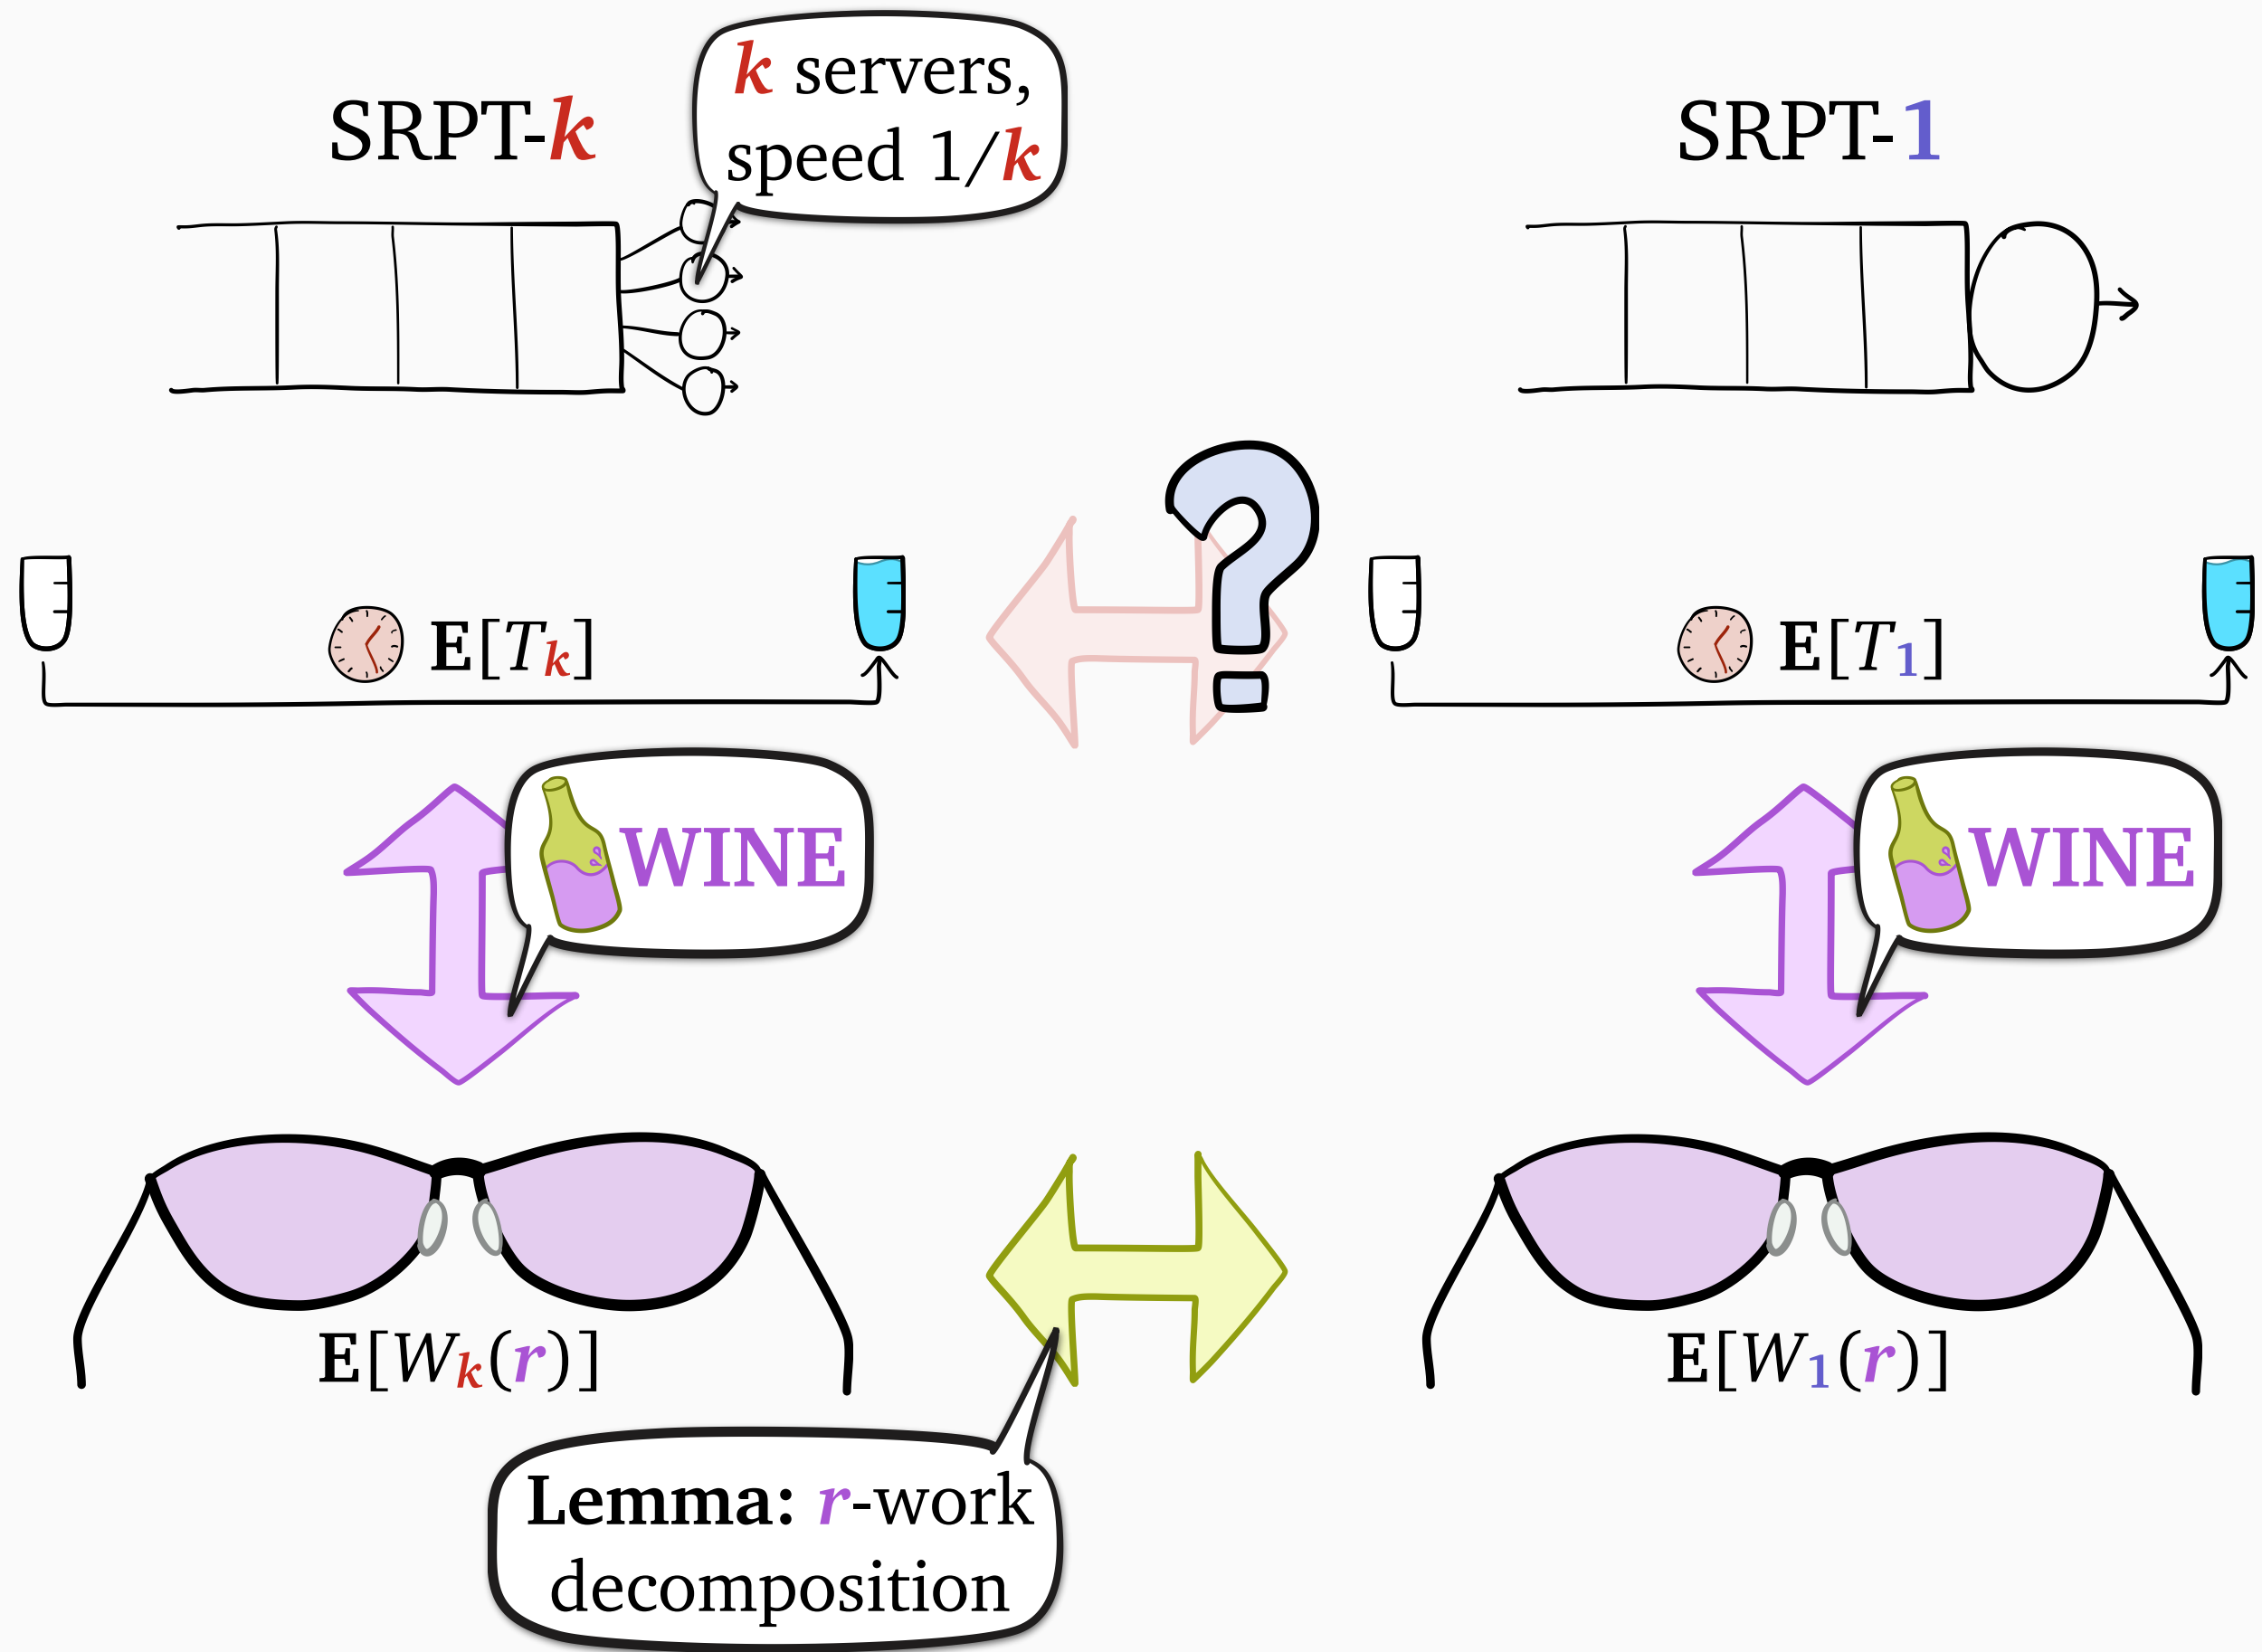 SRPT-k
k servers,
speed 1/k
SRPT-1
E[Tk]
E[T1]
WINE
WINE
E[Wk(r)]
E[W1(r)]
Lemma: r-work
decomposition